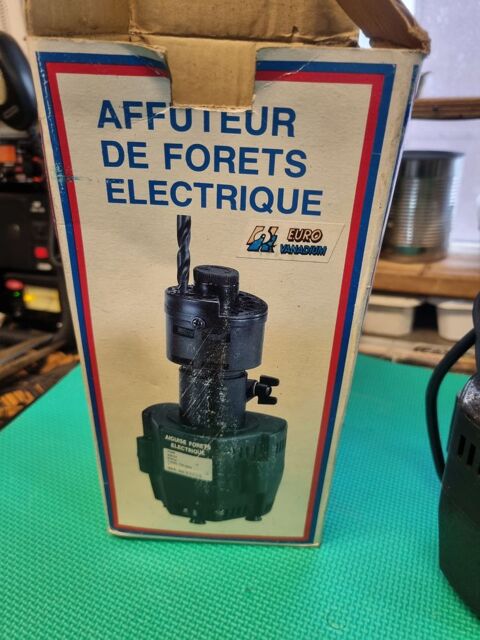 AFFUTEUR
DE FORETS
ELECTRIQUE
EURO
VANADIUM
AIGUISE FORETS
ELECTRIQUE